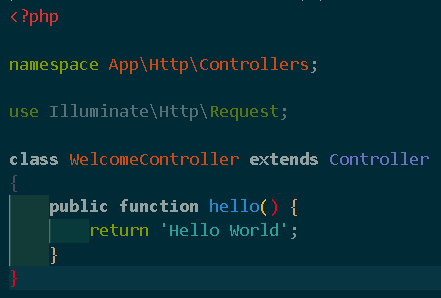 <?php
namespace App\Http\Controllers;
use Illuminate\Http\Request;
class WelcomeController extends Controller
{
    public function hello() {
        return 'Hello World';
    }
}